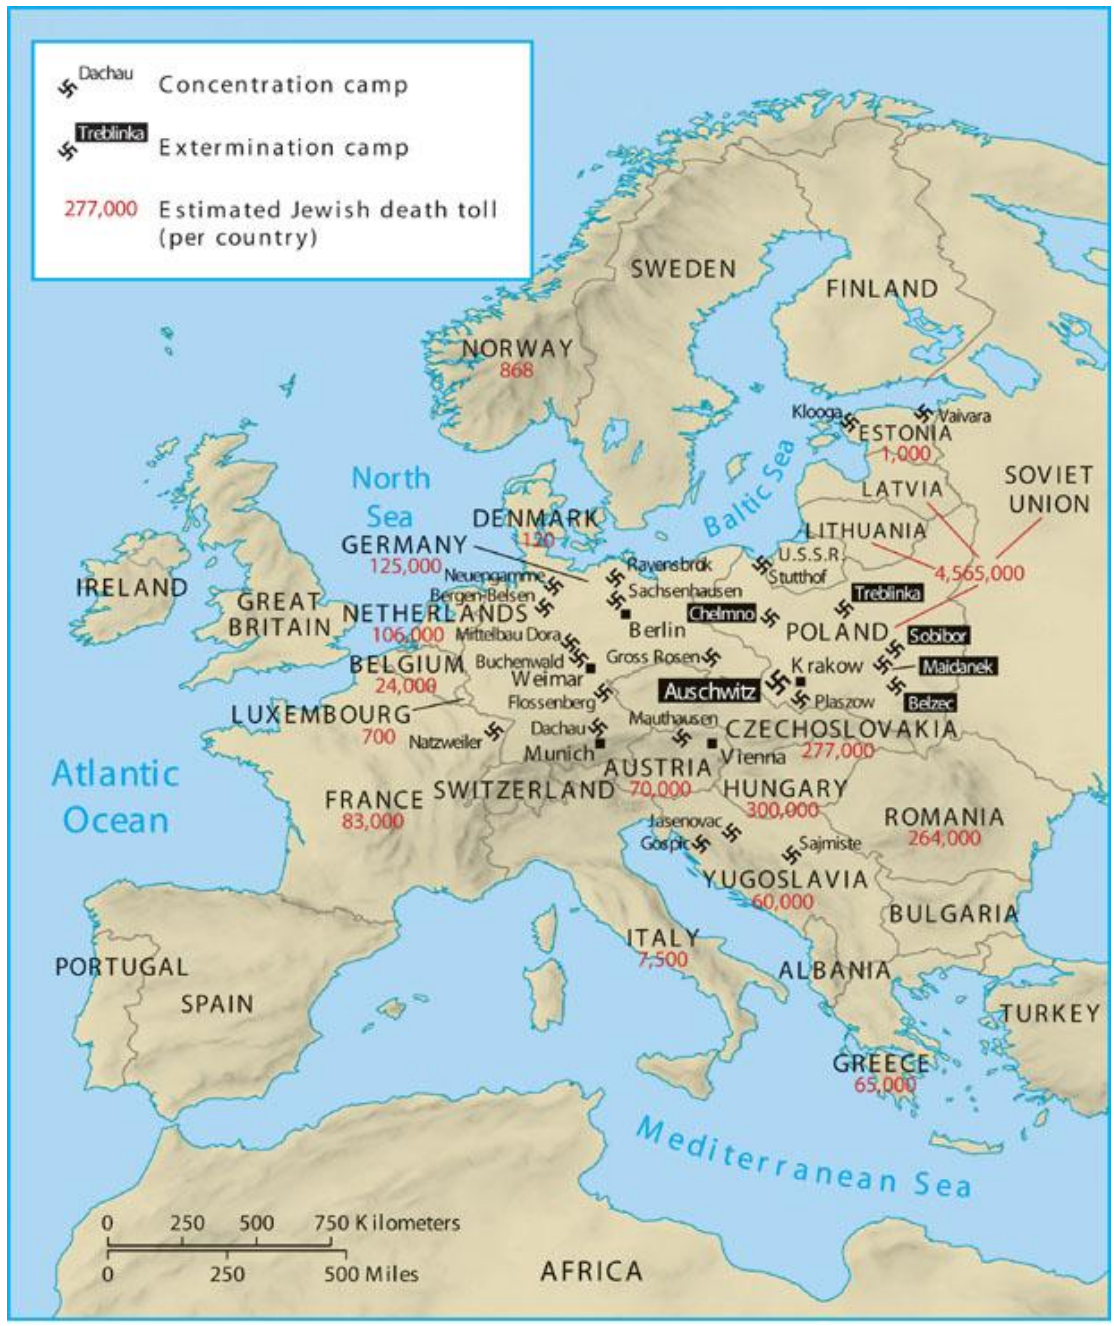 Dachau
Concentration camp
Treblinka
Extermination camp
277,000 Estimated Jewish death toll
(per country)
SWEDEN
FINLAND
NORWAY
868
Klooga
Vaivara
ESTONIA
1,000
North
Sea
Baltic Sea
SOVIET
UNION
LATVIA
DENMARK
120
LITHUANIA
GERMANY
125,000
U.S.S.R.
Ravensbrük
Stutthof
4,565,000
Neuengamme
Bergen-Belsen
Sachsenhausen
Treblinka
IRELAND
GREAT
BRITAIN
NETHERLANDS
106,000
Berlin
Chelmno
POLAND
Sobibor
Mittelbau Dora
BELGIUM
24,000
Buchenwald
Weimar
Gross Rosen
Krakow
Maidanek
Auschwitz
Flossenberg
Plaszow
Belzec
LUXEMBOURG
700
Natzweiler
Dachau
Munich
Mauthausen
Vienna
CZECHOSLOVAKIA
277,000
Atlantic
Ocean
AUSTRIA
70,000
SWITZERLAND
HUNGARY
300,000
FRANCE
83,000
ROMANIA
264,000
Jasenovac
Gospic
Sajmiste
YUGOSLAVIA
60,000
BULGARIA
ITALY
7,500
PORTUGAL
SPAIN
ALBANIA
TURKEY
GREECE
65,000
Mediterranean Sea
0 250 500 750 Kilometers
0 250 500 Miles
AFRICA